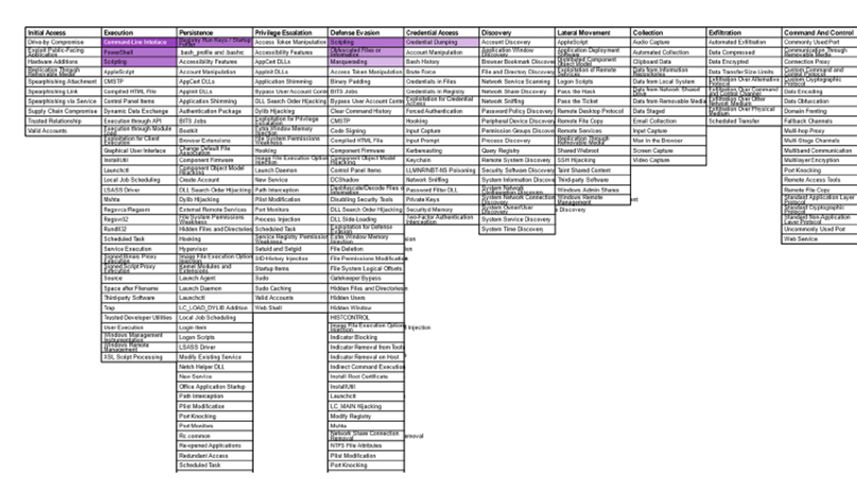 Initial Access
Drive-by Compromise
Exploit Public-Facing
Application
Hardware Additions
Replication Through
Removable Media
Spearphishing Attachment
Spearphishing Link
Spearphishing via Service
Supply Chain Compromise
Trusted Relationship
Valid Accounts
Execution
Command-Line Interface
PowerShell
Scripting
AppleScript
CMSTP
Compiled HTML File
Control Panel Items
Dynamic Data Exchange
Execution through API
Execution through Module
Load
Exploitation for Client
Execution
Graphical User Interface
InstallUtil
Launchctl
Local Job Scheduling
LSASS Driver
Mshta
Regsvcs/Regasm
Regsvr32
Rundll32
Scheduled Task
Service Execution
Signed Binary Proxy
Execution
Signed Script Proxy
Execution
Source
Space after Filename
Third-party Software
Trap
Trusted Developer Utilities
User Execution
Windows Management
Instrumentation
Windows Remote
Management
XSL Script Processing
Persistence
Registry Run Keys / Startup
Folder
.bash_profile and .bashrc
Accessibility Features
Account Manipulation
AppCert DLLs
AppInit DLLs
Application Shimming
Authentication Package
BITS Jobs
Bootkit
Browser Extensions
Change Default File
Association
Component Firmware
Component Object Model
Hijacking
Create Account
DLL Search Order Hijacking
Dylib Hijacking
External Remote Services
File System Permissions
Weakness
Hidden Files and Directories
Hooking
Hypervisor
Image File Execution Option
Injection
Kernel Modules and
Extensions
Launch Agent
Launch Daemon
Launchctl
LC_LOAD_DYLIB Addition
Local Job Scheduling
Login Item
Logon Scripts
LSASS Driver
Modify Existing Service
Netsh Helper DLL
New Service
Office Application Startup
Path Interception
Plist Modification
Port Knocking
Port Monitors
Rc.common
Re-opened Applications
Redundant Access
Scheduled Task
Privilege Escalation
Access Token Manipulation
Accessibility Features
AppCert DLLs
AppInit DLLs
Application Shimming
Bypass User Account Contr
DLL Search Order Hijacking
Dylib Hijacking
Exploitation for Privilege
Escalation
Extra Window Memory
Injection
File System Permissions
Weakness
Hooking
Image File Execution Option
Injection
Launch Daemon
New Service
Path Interception
Plist Modification
Port Monitors
Process Injection
Scheduled Task
Service Registry Permission
Weakness
Setuid and Setgid
SID-History Injection
Startup Items
Sudo
Sudo Caching
Valid Accounts
Web Shell
Defense Evasion
Scripting
Obfuscated Files or
Information
Masquerading
Access Token Manipulation
Binary Padding
BITS Jobs
Bypass User Account Contr
Clear Command History
CMSTP
Code Signing
Compiled HTML File
Component Firmware
Component Object Model
Hijacking
Control Panel Items
DCShadow
Deobfuscate/Decode Files o
Information
Disabling Security Tools
DLL Search Order Hijacking
DLL Side-Loading
Exploitation for Defense
Evasion
Extra Window Memory
Injection
File Deletion
File Permissions Modificatio
File System Logical Offsets
Gatekeeper Bypass
Hidden Files and Directories
Hidden Users
Hidden Window
HISTCONTROL
Image File Execution Option
Injection
Injection
Indicator Blocking
Indicator Removal from Tools
Indicator Removal on Host
Indirect Command Execution
Install Root Certificate
InstallUtil
Launchctl
LC_MAIN Hijacking
Modify Registry
Mshta
Network Share Connection
Removal
emoval
NTFS File Attributes
Plist Modification
Port Knocking
Credential Access
Credential Dumping
Account Manipulation
Bash History
Brute Force
Credentials in Files
Credentials in Registry
Exploitation for Credential
Access
Forced Authentication
Hooking
Input Capture
Input Prompt
Kerberoasting
Keychain
LLMNR/NBT-NS Poisoning
Network Sniffing
Password Filter DLL
Private Keys
Securityd Memory
Two-Factor Authentication
Interception
Discovery
Account Discovery
Application Window
Discovery
Browser Bookmark Discover
File and Directory Discovery
Network Service Scanning
Network Share Discovery
Network Sniffing
Password Policy Discovery
Peripheral Device Discovery
Permission Groups Discove
Process Discovery
Query Registry
Remote System Discovery
Security Software Discover
System Information Discove
System Network
Configuration Discovery
System Network Connection
Discovery
System Owner/User
Discovery
Discovery
System Service Discovery
System Time Discovery
Lateral Movement
AppleScript
Application Deployment
Software
Distributed Component
Object Model
Exploitation of Remote
Services
Logon Scripts
Pass the Hash
Pass the Ticket
Remote Desktop Protocol
Remote File Copy
Remote Services
Replication Through
Removable Media
Shared Webroot
SSH Hijacking
Taint Shared Content
Third-party Software
Windows Admin Shares
Windows Remote
Management
Collection
Audio Capture
Automated Collection
Clipboard Data
Data from Information
Repositories
Data from Local System
Data from Network Shared
Drive
Data from Removable Media
Data Staged
Email Collection
Input Capture
Man in the Browser
Screen Capture
Video Capture
Exfiltration
Automated Exfiltration
Data Compressed
Data Encrypted
Data Transfer Size Limits
Exfiltration Over Alternative
Protocol
Exfiltration Over Command
and Control Channel
Exfiltration Over Other
Network Medium
Exfiltration Over Physical
Medium
Scheduled Transfer
Command And Control
Commonly Used Port
Communication Through
Removable Media
Connection Proxy
Custom Command and
Control Protocol
Custom Cryptographic
Protocol
Data Encoding
Data Obfuscation
Domain Fronting
Fallback Channels
Multi-hop Proxy
Multi-Stage Channels
Multiband Communication
Multilayer Encryption
Port Knocking
Remote Access Tools
Remote File Copy
Standard Application Layer
Protocol
Standard Cryptographic
Protocol
Standard Non-Application
Layer Protocol
Uncommonly Used Port
Web Service